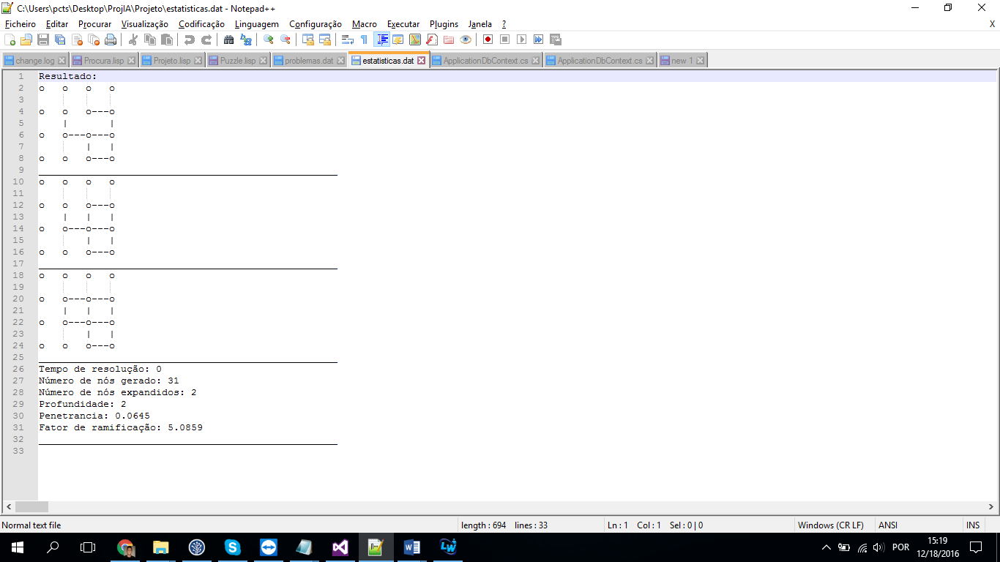 C:\Users\pcts\Desktop\ProjIA\Projeto\estatisticas.dat - Notepad++
Ficheiro Editar Procurar Visualização Codificação Linguagem Configuração Macro Executar Plugins Janela ? X
change.log Procura.lisp Projeto.lisp Puzzle.lisp problemas.dat estatisticas.dat ApplicationDbContext.cs ApplicationDbContext.cs new 1
1 Resultado:
2 o   o   o   o
3
4 o   o   o---o
5     |       |
6 o   o---o---o
7         |   |
8 o   o   o---o
9 ___________________________________________________
10 o   o   o   o
11
12 o   o   o---o
13     |   |   |
14 o   o---o---o
15         |   |
16 o   o   o---o
17 ___________________________________________________
18 o   o   o   o
19
20 o   o---o---o
21     |   |   |
22 o   o---o---o
23         |   |
24 o   o   o---o
25 ___________________________________________________
26 Tempo de resolução: 0
27 Número de nós gerado: 31
28 Número de nós expandidos: 2
29 Profundidade: 2
30 Penetrancia: 0.0645
31 Fator de ramificação: 5.0859
32 ___________________________________________________
33
Normal text file length : 694 lines : 33 Ln : 1 Col : 1 Sel : 0 | 0 Windows (CR LF) ANSI INS
POR 15:19
12/18/2016